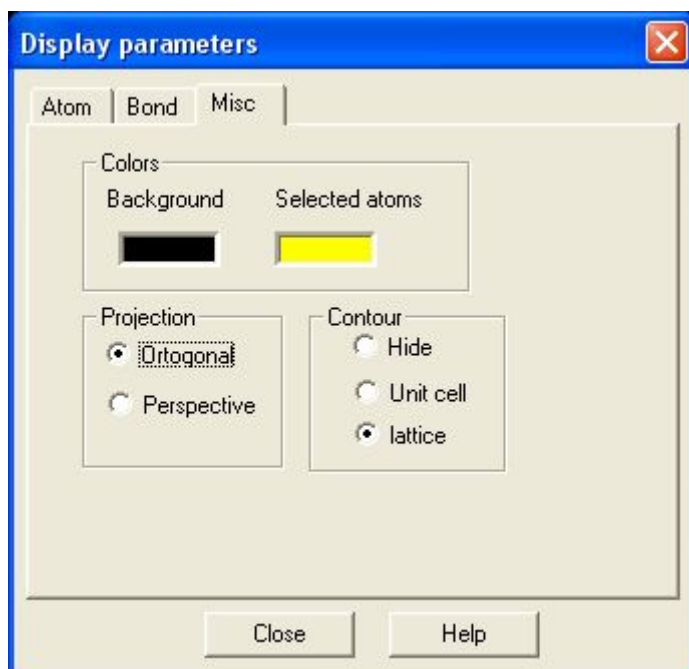 Display parameters
Atom Bond Misc
Colors
Background Selected atoms
Projection
Ortogonal
Perspective
Contour
Hide
Unit cell
lattice
Close Help